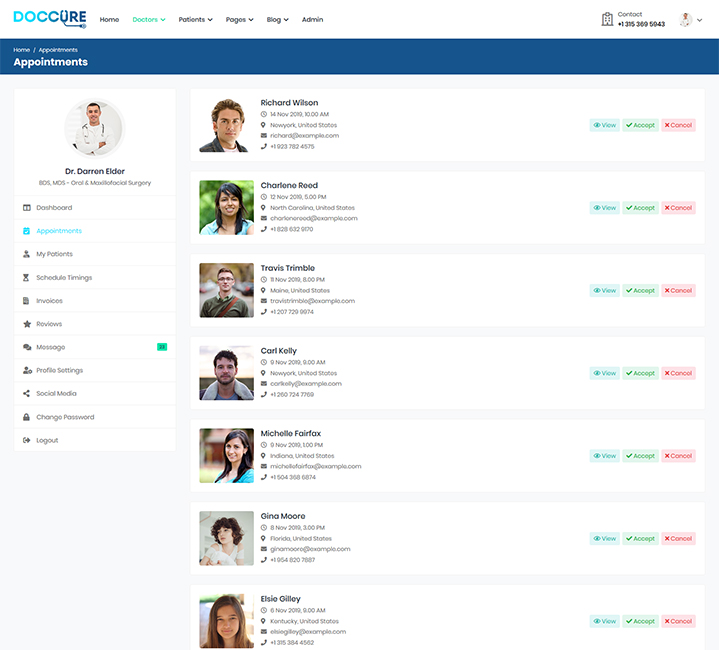 DOCCURE
Home Doctors Patients Pages Blog Admin
Contact
+1 315 369 5943
Home / Appointments
Appointments
Dr. Darren Elder
BDS, MDS - Oral & Maxillofacial Surgery
Dashboard
Appointments
My Patients
Schedule Timings
Invoices
Reviews
Message
Profile Settings
Social Media
Change Password
Logout
Richard Wilson
14 Nov 2019, 10.00 AM
Newyork, United States
richard@example.com
+1 923 782 4575
View Accept Cancel
Charlene Reed
12 Nov 2019, 5.00 PM
North Carolina, United States
charlenereed@example.com
+1 828 632 9170
View Accept Cancel
Travis Trimble
11 Nov 2019, 8.00 PM
Maine, United States
travistrimble@example.com
+1 207 729 9974
View Accept Cancel
Carl Kelly
9 Nov 2019, 9.00 AM
Newyork, United States
carlkelly@example.com
+1 260 724 7769
View Accept Cancel
Michelle Fairfax
9 Nov 2019, 1.00 PM
Indiana, United States
michellefairfax@example.com
+1 504 368 6874
View Accept Cancel
Gina Moore
8 Nov 2019, 3.00 PM
Florida, United States
ginamoore@example.com
+1 954 820 7887
View Accept Cancel
Elsie Gilley
6 Nov 2019, 9.00 AM
Kentucky, United States
elsiegilley@example.com
+1 315 384 4562
View Accept Cancel